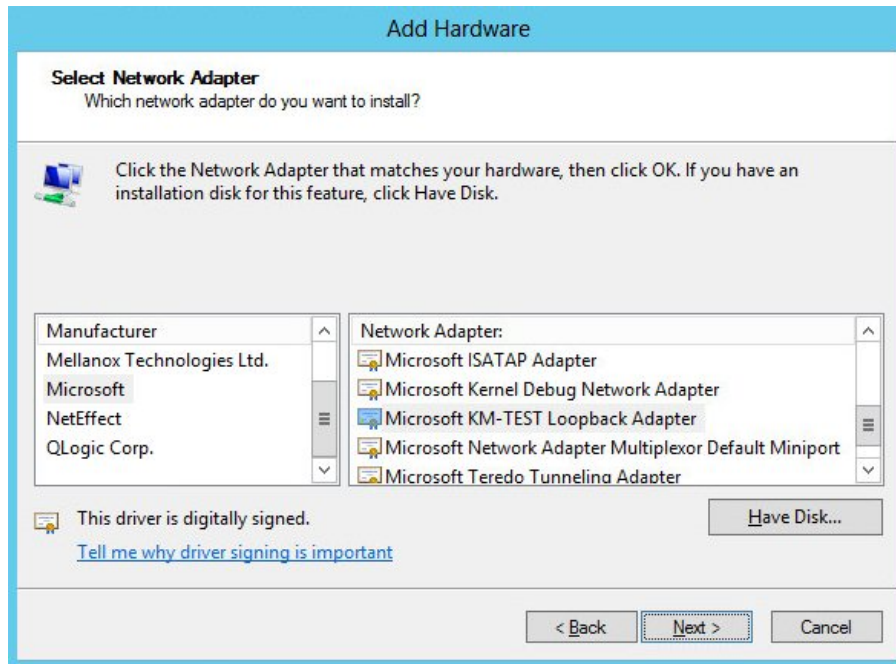 Add Hardware
Select Network Adapter
Which network adapter do you want to install?
Click the Network Adapter that matches your hardware, then click OK. If you have an
installation disk for this feature, click Have Disk.
Manufacturer
Mellanox Technologies Ltd.
Microsoft
NetEffect
QLogic Corp.
Network Adapter:
Microsoft ISATAP Adapter
Microsoft Kernel Debug Network Adapter
Microsoft KM-TEST Loopback Adapter
Microsoft Network Adapter Multiplexor Default Miniport
Microsoft Teredo Tunneling Adapter
This driver is digitally signed.
Have Disk...
Tell me why driver signing is important
< Back
Next >
Cancel